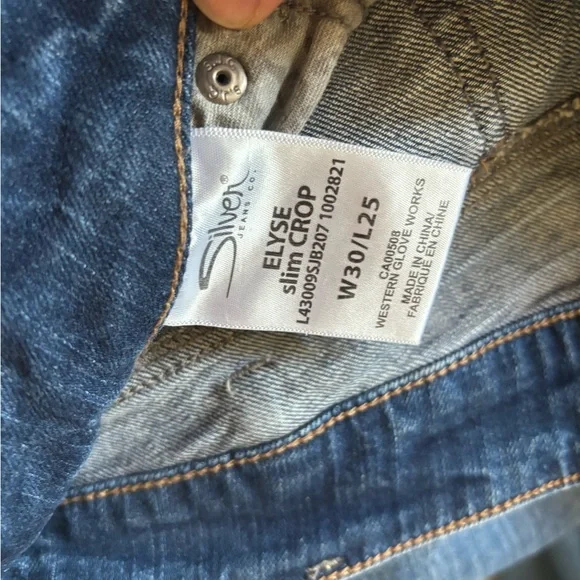 Silver®
JEANS CO.
ELYSE
slim CROP
L43009SJB207 1002821
W30/L25
CA00508
WESTERN GLOVE WORKS
MADE IN CHINA/
FABRIQUÉ EN CHINE